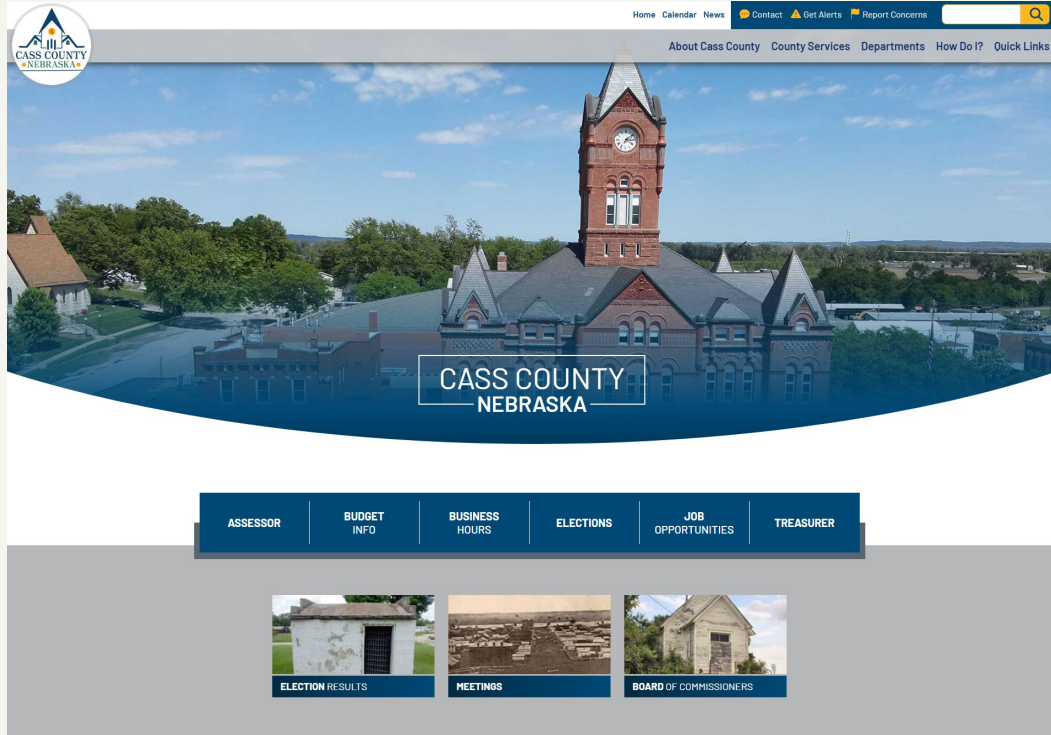 Home Calendar News Contact Get Alerts Report Concerns
CASS COUNTY
•NEBRASKA•
About Cass County County Services Departments How Do I? Quick Links
CASS COUNTY
NEBRASKA
ASSESSOR
BUDGET
INFO
BUSINESS
HOURS
ELECTIONS
JOB
OPPORTUNITIES
TREASURER
ELECTION RESULTS
MEETINGS
BOARD OF COMMISSIONERS